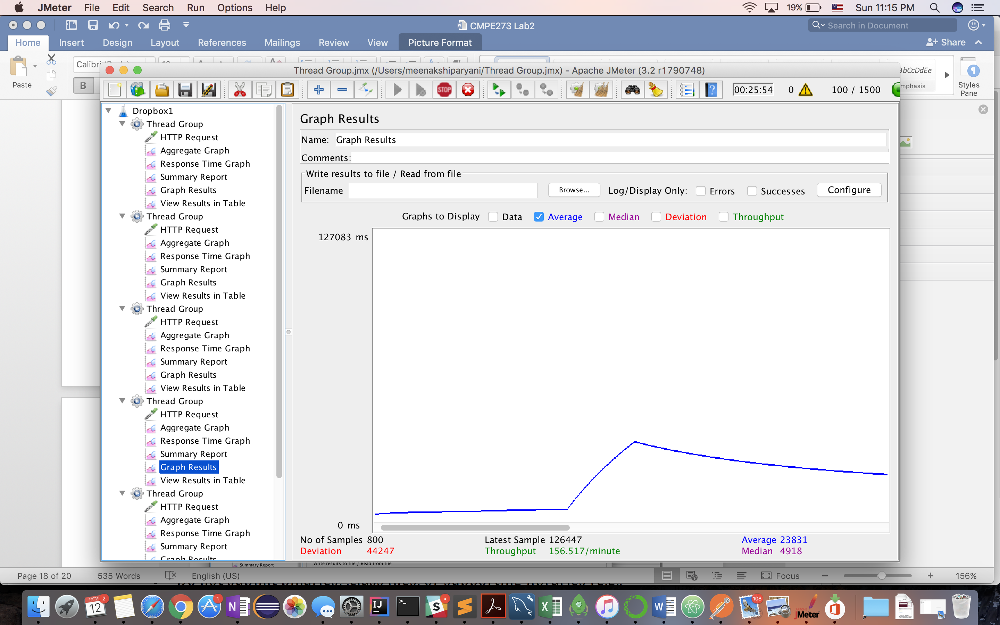 JMeter File Edit Search Run Options Help 19% Sun 11:15 PM
CMPE273 Lab2 Search in Document
Home Insert Design Layout References Mailings Review View Picture Format Share
Paste B
Thread Group.jmx (/Users/meenakshiparyani/Thread Group.jmx) - Apache JMeter (3.2 r1790748)
bCcDdEe
mphasis
Styles
Pane
STOP 00:25:54 0 100 / 1500
Dropbox1
Thread Group
HTTP Request
Aggregate Graph
Response Time Graph
Summary Report
Graph Results
View Results in Table
Thread Group
HTTP Request
Aggregate Graph
Response Time Graph
Summary Report
Graph Results
View Results in Table
Thread Group
HTTP Request
Aggregate Graph
Response Time Graph
Summary Report
Graph Results
View Results in Table
Thread Group
HTTP Request
Aggregate Graph
Response Time Graph
Summary Report
Graph Results
View Results in Table
Thread Group
HTTP Request
Aggregate Graph
Response Time Graph
Summary Report
Graph Results
Graph Results
Name: Graph Results
Comments:
Write results to file / Read from file
Filename Browse... Log/Display Only: Errors Successes Configure
Graphs to Display Data Average Median Deviation Throughput
127083 ms
0 ms
No of Samples 800 Latest Sample 126447 Average 23831
Deviation 44247 Throughput 156.517/minute Median 4918
Summary Report Write results to file / Read from file
Page 18 of 20 535 Words English (US) Focus 156%
NOV 2
12
1
108
JMeter